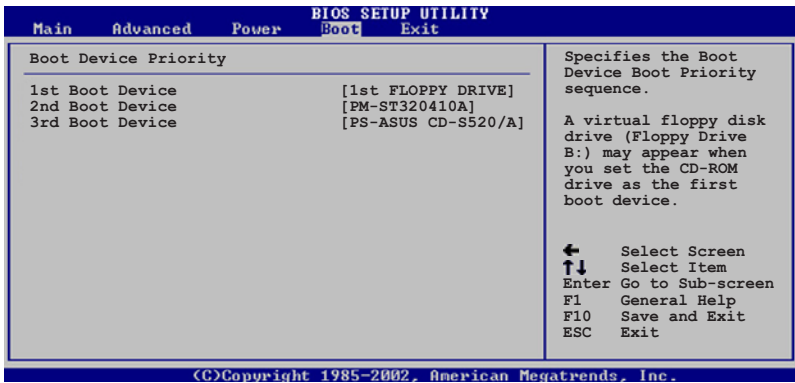 BIOS SETUP UTILITY
Main Advanced Power Boot Exit
Boot Device Priority
1st Boot Device [1st FLOPPY DRIVE]
2nd Boot Device [PM-ST320410A]
3rd Boot Device [PS-ASUS CD-S520/A]
Specifies the Boot
Device Boot Priority
sequence.
A virtual floppy disk
drive (Floppy Drive
B:) may appear when
you set the CD-ROM
drive as the first
boot device.
← Select Screen
↑↓ Select Item
Enter Go to Sub-screen
F1 General Help
F10 Save and Exit
ESC Exit
(C)Copyright 1985-2002, American Megatrends, Inc.